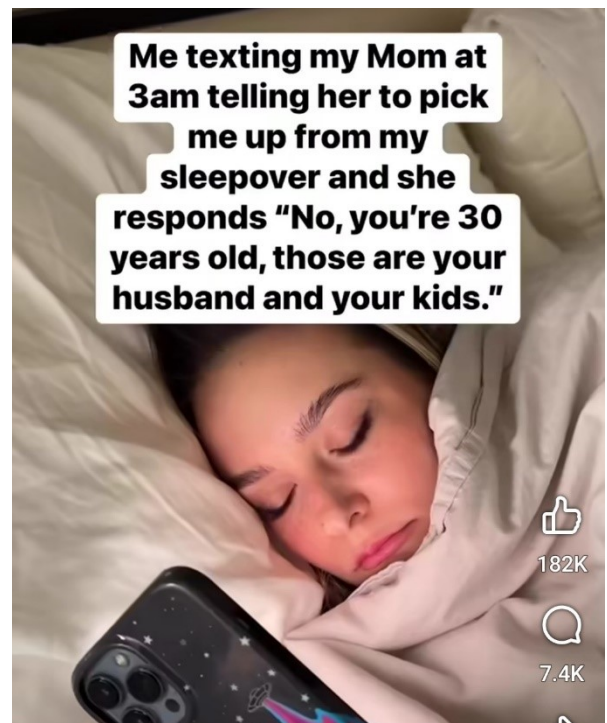 Me texting my Mom at
3am telling her to pick
me up from my
sleepover and she
responds “No, you’re 30
years old, those are your
husband and your kids.”
182K
7.4K